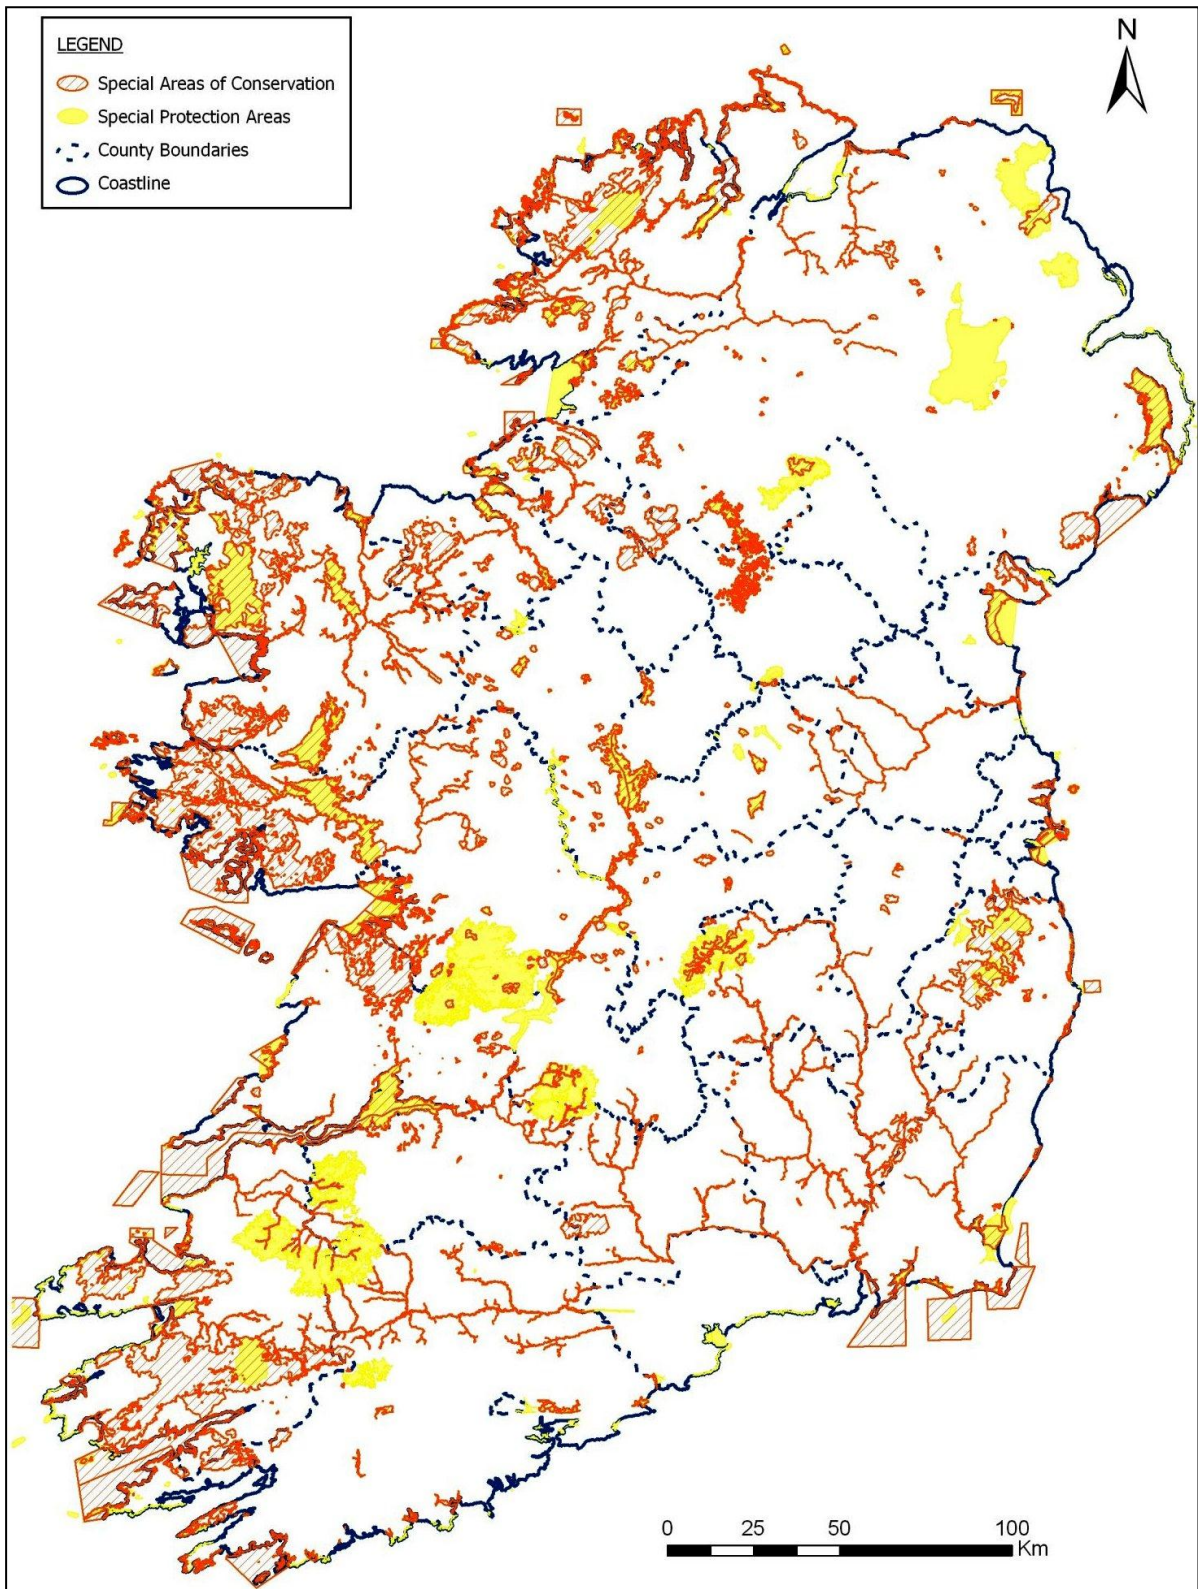 LEGEND
Special Areas of Conservation
Special Protection Areas
County Boundaries
Coastline
N
0 25 50 100
Km